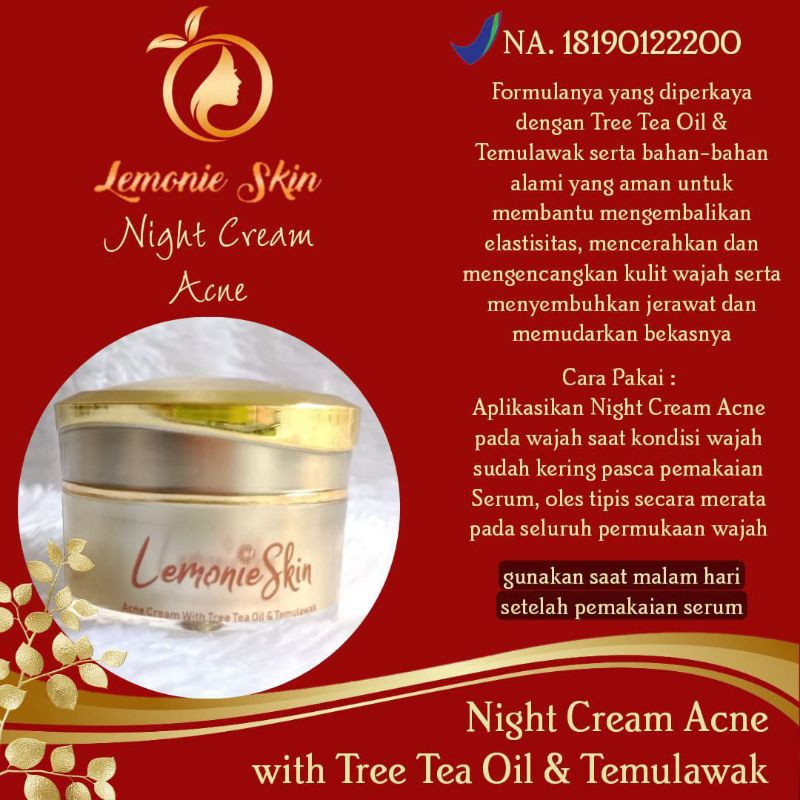 Lemonie Skin
Night Cream
Acne
NA. 18190122200
Formulanya yang diperkaya
dengan Tree Tea Oil &
Temulawak serta bahan-bahan
alami yang aman untuk
membantu mengembalikan
elastisitas, mencerahkan dan
mengencangkan kulit wajah serta
menyembuhkan jerawat dan
memudarkan bekasnya
Cara Pakai :
Aplikasikan Night Cream Acne
pada wajah saat kondisi wajah
sudah kering pasca pemakaian
Serum, oles tipis secara merata
pada seluruh permukaan wajah
gunakan saat malam hari
setelah pemakaian serum
LemonieSkin
Acne Cream With Tree Tea Oil & Temulawak
Night Cream Acne
with Tree Tea Oil & Temulawak